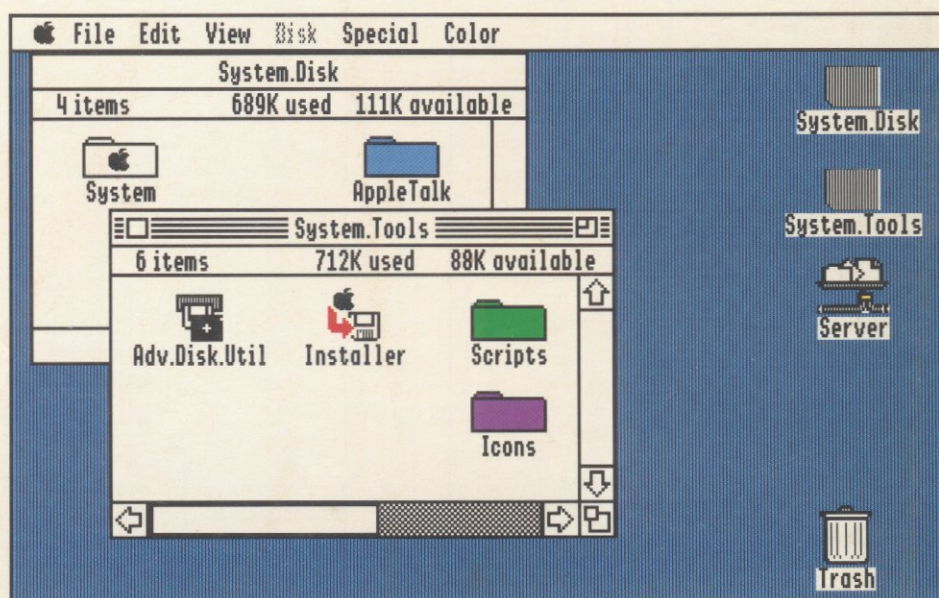 File Edit View Disk Special Color
System.Disk
4 items 689K used 111K available
System
AppleTalk
System.Tools
6 items 712K used 88K available
Adv.Disk.Util
Installer
Scripts
Icons
System.Disk
System.Tools
Server
Trash